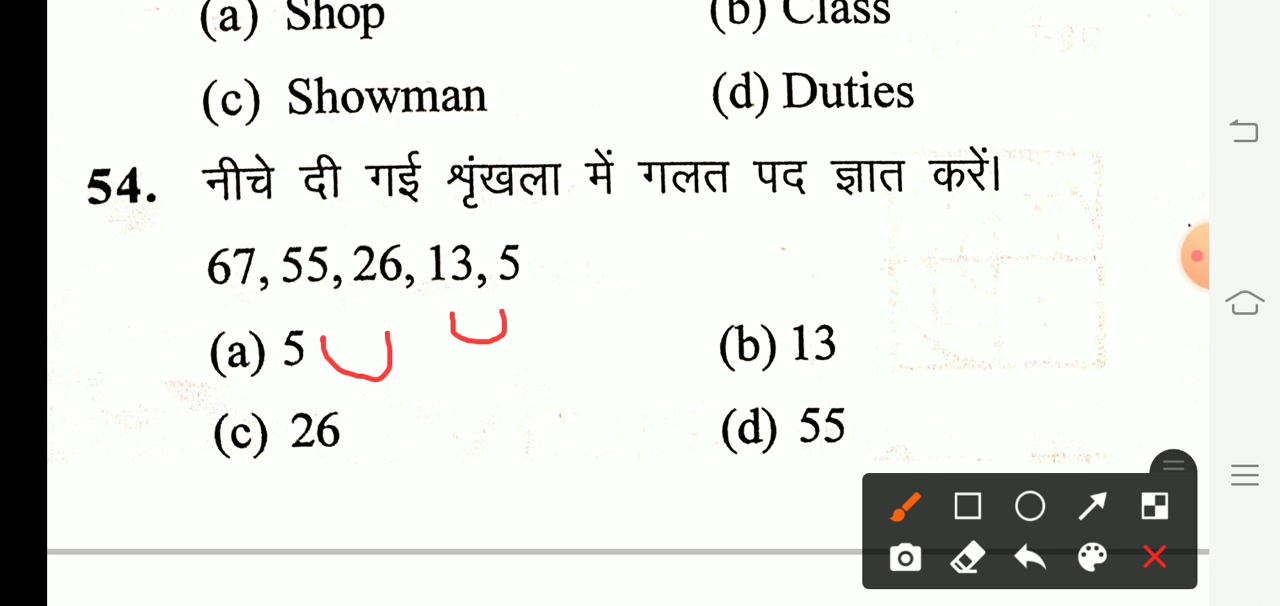 (a) Shop (b) Class
(c) Showman (d) Duties
54. नीचे दी गई शृंखला में गलत पद ज्ञात करें।
67, 55, 26, 13, 5
(a) 5 (b) 13
(c) 26 (d) 55